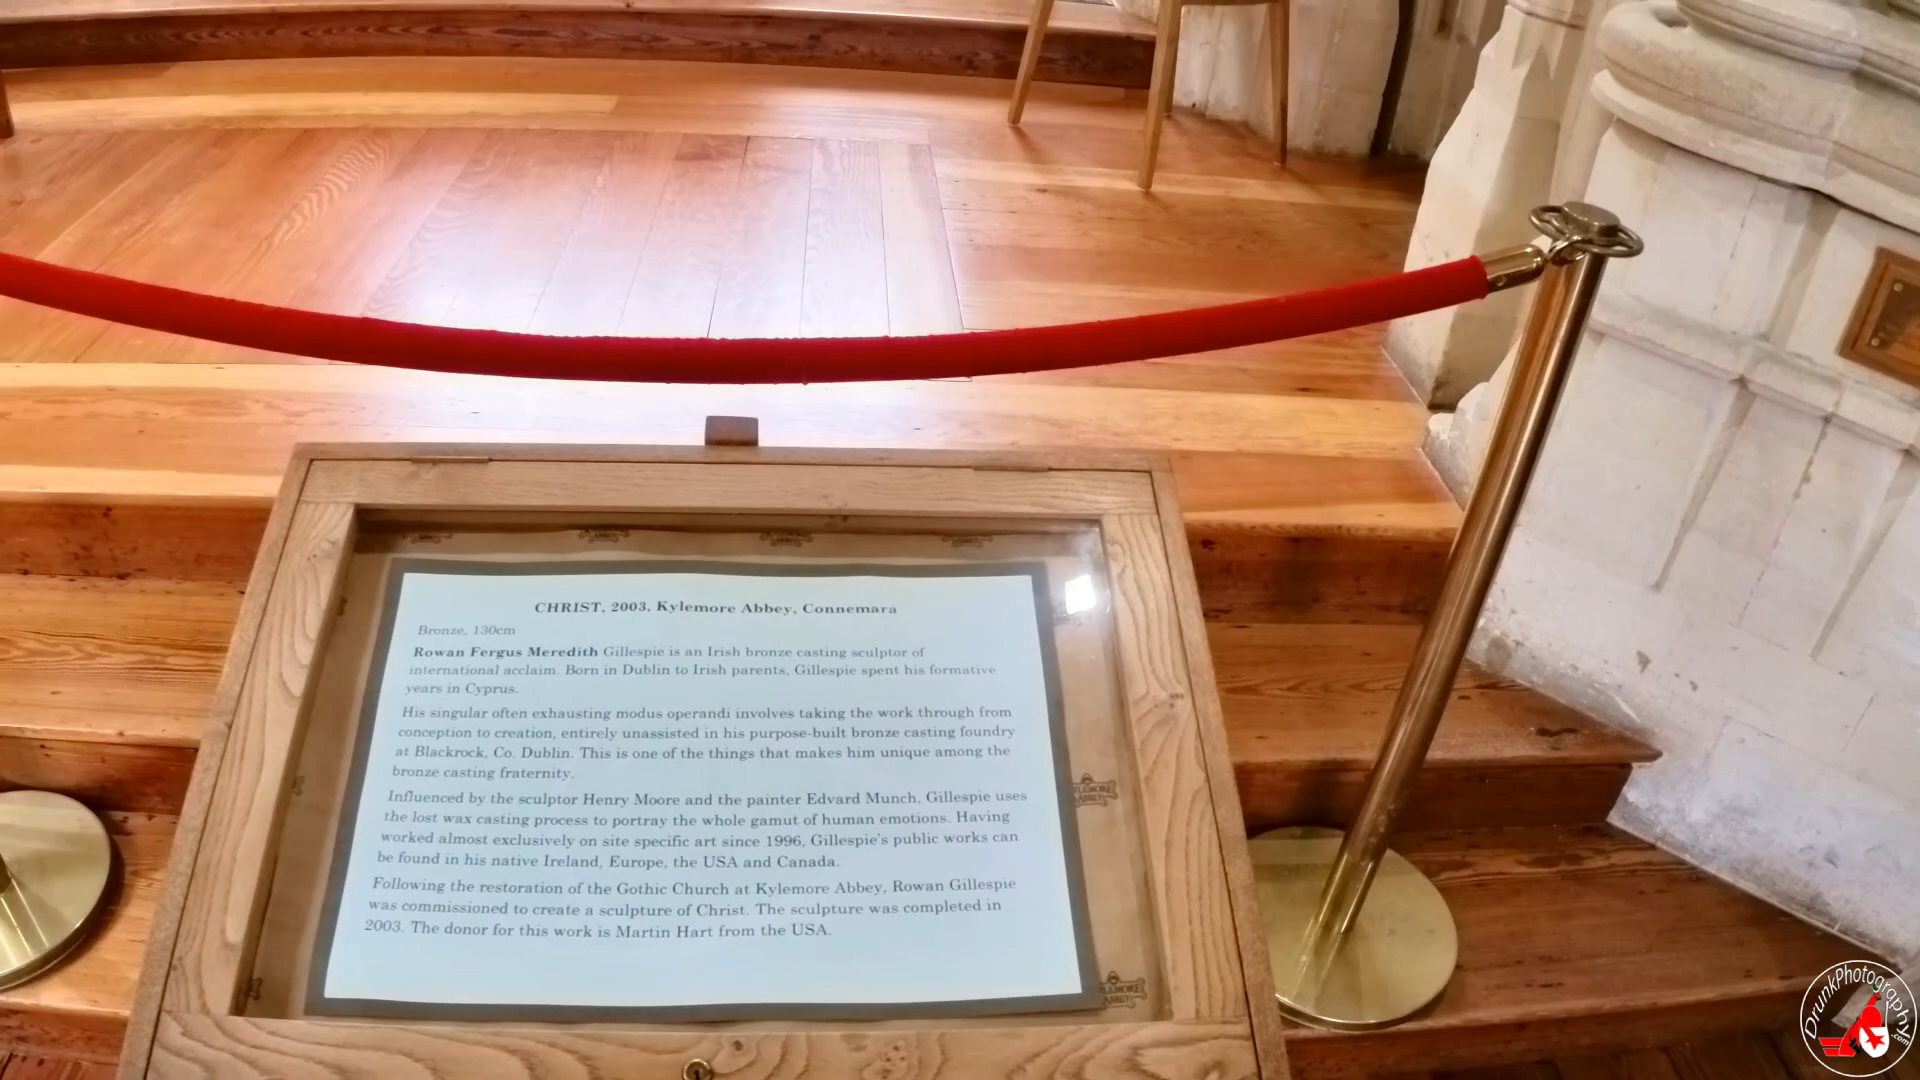 CHRIST, 2003, Kylemore Abbey, Connemara
Bronze, 130cm
Rowan Fergus Meredith Gillespie is an Irish bronze casting sculptor of
international acclaim. Born in Dublin to Irish parents, Gillespie spent his formative
years in Cyprus.
His singular often exhausting modus operandi involves taking the work through from
conception to creation, entirely unassisted in his purpose-built bronze casting foundry
at Blackrock, Co. Dublin. This is one of the things that makes him unique among the
bronze casting fraternity.
Influenced by the sculptor Henry Moore and the painter Edvard Munch, Gillespie uses
the lost wax casting process to portray the whole gamut of human emotions. Having
worked almost exclusively on site specific art since 1996, Gillespie's public works can
be found in his native Ireland, Europe, the USA and Canada.
Following the restoration of the Gothic Church at Kylemore Abbey, Rowan Gillespie
was commissioned to create a sculpture of Christ. The sculpture was completed in
2003. The donor for this work is Martin Hart from the USA.
ABBEY
ABBEY
DrunkPhotography.com